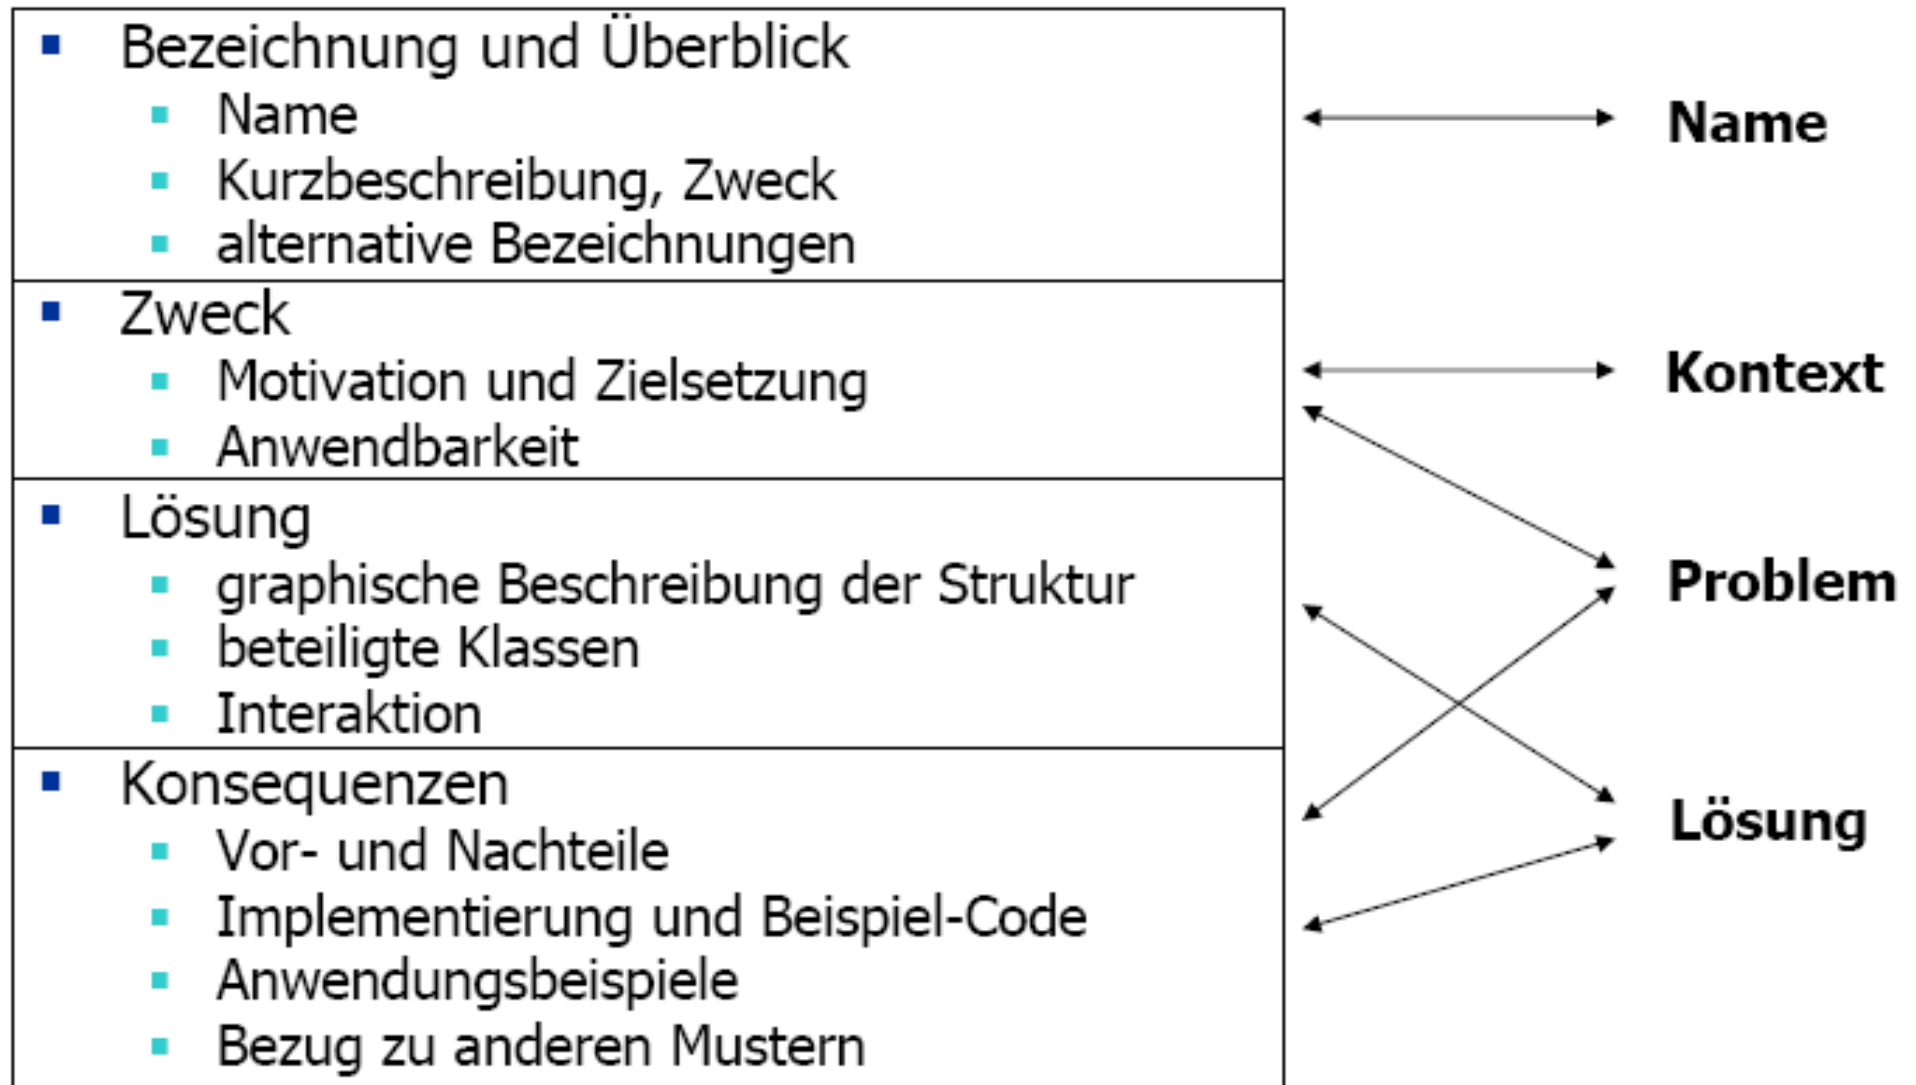 Bezeichnung und Überblick
Name
Kurzbeschreibung, Zweck
alternative Bezeichnungen
Zweck
Motivation und Zielsetzung
Anwendbarkeit
Lösung
graphische Beschreibung der Struktur
beteiligte Klassen
Interaktion
Konsequenzen
Vor- und Nachteile
Implementierung und Beispiel-Code
Anwendungsbeispiele
Bezug zu anderen Mustern
Name
Kontext
Problem
Lösung